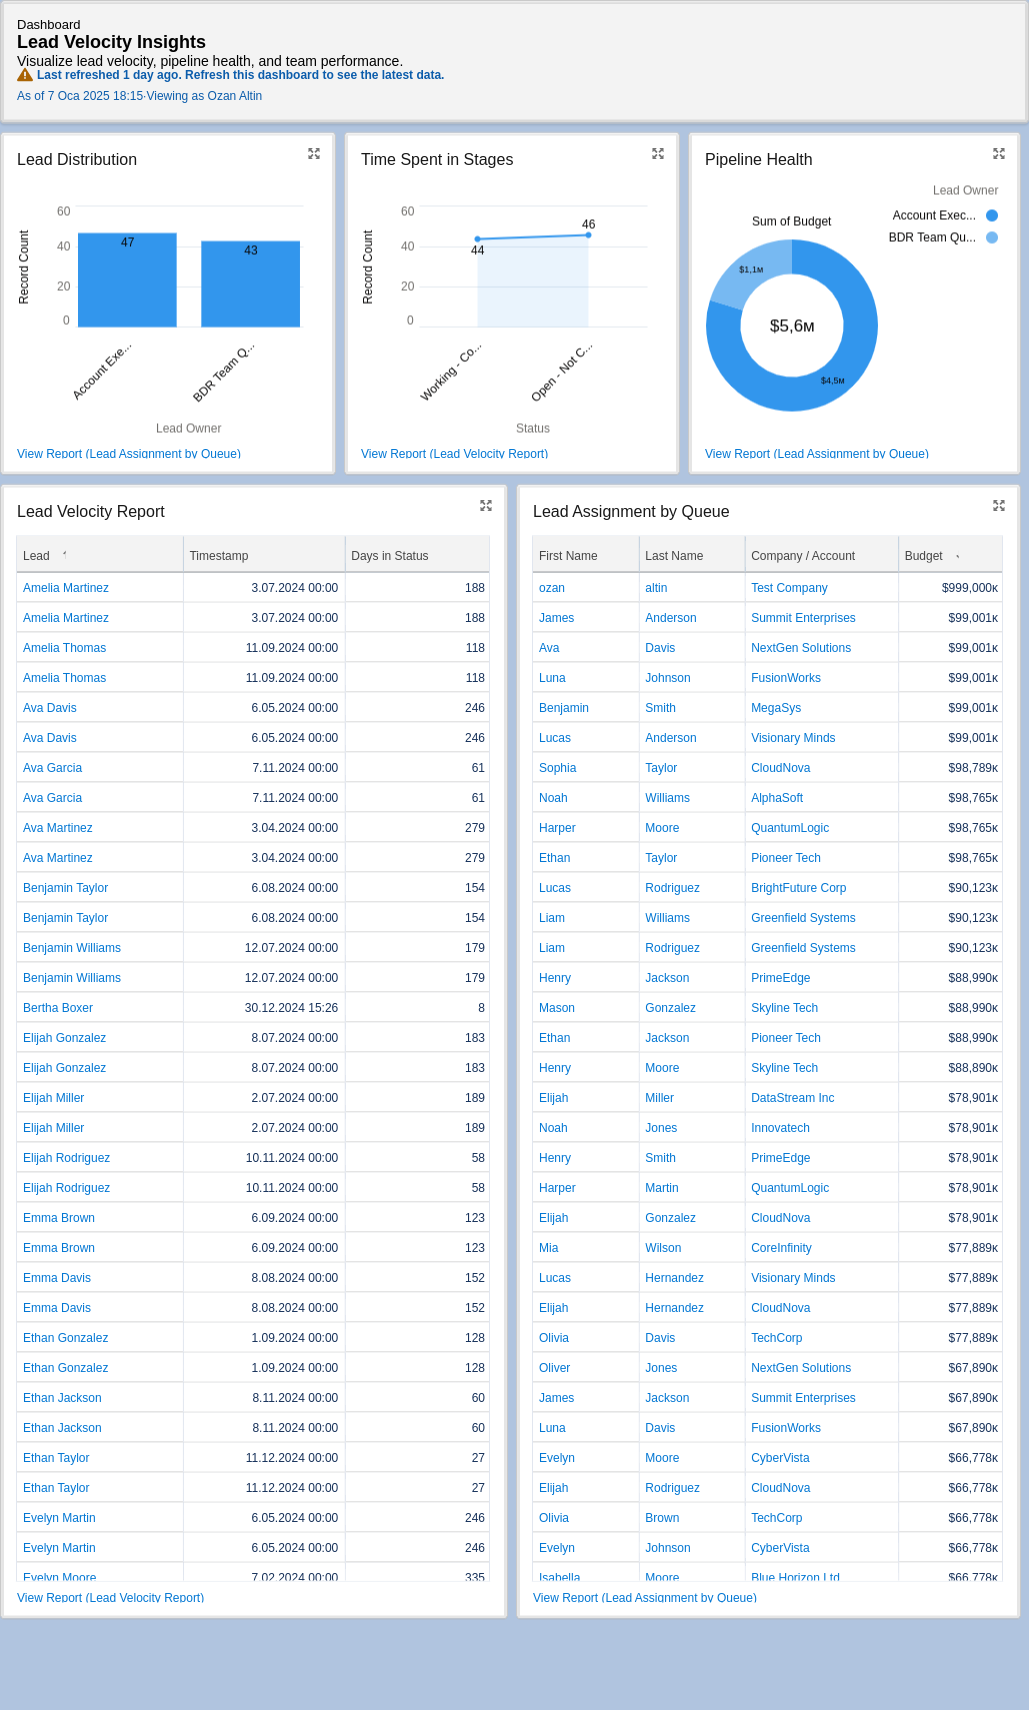 Dashboard
Lead Velocity Insights
Visualize lead velocity, pipeline health, and team performance.
Last refreshed 1 day ago. Refresh this dashboard to see the latest data.
As of 7 Oca 2025 18:15·Viewing as Ozan Altin
Lead Distribution
Record Count
60
40
20
0
47
43
Account Exe...
BDR Team Q...
Lead Owner
View Report (Lead Assignment by Queue)
Time Spent in Stages
Record Count
60
40
20
0
44
46
Working - Co...
Open - Not C...
Status
View Report (Lead Velocity Report)
Pipeline Health
Lead Owner
Account Exec...
BDR Team Qu...
Sum of Budget
$1,1м
$5,6м
$4,5м
View Report (Lead Assignment by Queue)
Lead Velocity Report
Lead Timestamp Days in Status
Amelia Martinez 3.07.2024 00:00 188
Amelia Martinez 3.07.2024 00:00 188
Amelia Thomas 11.09.2024 00:00 118
Amelia Thomas 11.09.2024 00:00 118
Ava Davis 6.05.2024 00:00 246
Ava Davis 6.05.2024 00:00 246
Ava Garcia 7.11.2024 00:00 61
Ava Garcia 7.11.2024 00:00 61
Ava Martinez 3.04.2024 00:00 279
Ava Martinez 3.04.2024 00:00 279
Benjamin Taylor 6.08.2024 00:00 154
Benjamin Taylor 6.08.2024 00:00 154
Benjamin Williams 12.07.2024 00:00 179
Benjamin Williams 12.07.2024 00:00 179
Bertha Boxer 30.12.2024 15:26 8
Elijah Gonzalez 8.07.2024 00:00 183
Elijah Gonzalez 8.07.2024 00:00 183
Elijah Miller 2.07.2024 00:00 189
Elijah Miller 2.07.2024 00:00 189
Elijah Rodriguez 10.11.2024 00:00 58
Elijah Rodriguez 10.11.2024 00:00 58
Emma Brown 6.09.2024 00:00 123
Emma Brown 6.09.2024 00:00 123
Emma Davis 8.08.2024 00:00 152
Emma Davis 8.08.2024 00:00 152
Ethan Gonzalez 1.09.2024 00:00 128
Ethan Gonzalez 1.09.2024 00:00 128
Ethan Jackson 8.11.2024 00:00 60
Ethan Jackson 8.11.2024 00:00 60
Ethan Taylor 11.12.2024 00:00 27
Ethan Taylor 11.12.2024 00:00 27
Evelyn Martin 6.05.2024 00:00 246
Evelyn Martin 6.05.2024 00:00 246
Evelyn Moore 7.02.2024 00:00 335
View Report (Lead Velocity Report)
Lead Assignment by Queue
First Name Last Name Company / Account Budget
ozan altin Test Company $999,000к
James Anderson Summit Enterprises $99,001к
Ava Davis NextGen Solutions $99,001к
Luna Johnson FusionWorks $99,001к
Benjamin Smith MegaSys $99,001к
Lucas Anderson Visionary Minds $99,001к
Sophia Taylor CloudNova $98,789к
Noah Williams AlphaSoft $98,765к
Harper Moore QuantumLogic $98,765к
Ethan Taylor Pioneer Tech $98,765к
Lucas Rodriguez BrightFuture Corp $90,123к
Liam Williams Greenfield Systems $90,123к
Liam Rodriguez Greenfield Systems $90,123к
Henry Jackson PrimeEdge $88,990к
Mason Gonzalez Skyline Tech $88,990к
Ethan Jackson Pioneer Tech $88,990к
Henry Moore Skyline Tech $88,890к
Elijah Miller DataStream Inc $78,901к
Noah Jones Innovatech $78,901к
Henry Smith PrimeEdge $78,901к
Harper Martin QuantumLogic $78,901к
Elijah Gonzalez CloudNova $78,901к
Mia Wilson CoreInfinity $77,889к
Lucas Hernandez Visionary Minds $77,889к
Elijah Hernandez CloudNova $77,889к
Olivia Davis TechCorp $77,889к
Oliver Jones NextGen Solutions $67,890к
James Jackson Summit Enterprises $67,890к
Luna Davis FusionWorks $67,890к
Evelyn Moore CyberVista $66,778к
Elijah Rodriguez CloudNova $66,778к
Olivia Brown TechCorp $66,778к
Evelyn Johnson CyberVista $66,778к
Isabella Moore Blue Horizon Ltd $66,778к
View Report (Lead Assignment by Queue)